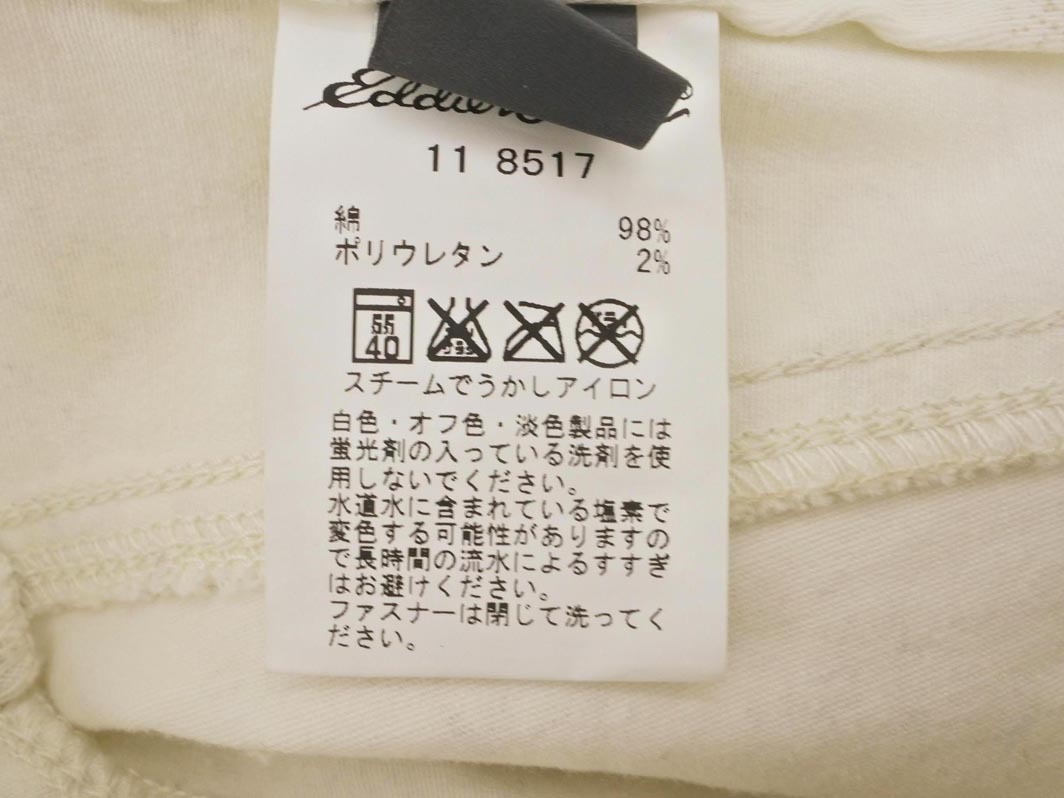 Eddie
11 8517
綿 98%
ポリウレタン 2%
40
スチームでうかしアイロン
白色・オフ色・淡色製品には
蛍光剤の入っている洗剤を使
用しないでください。
水道水に含まれている塩素で
変色する可能性がありますの
で長時間の流水によるすすぎ
はお避けください。
ファスナーは閉じて洗ってく
ださい。